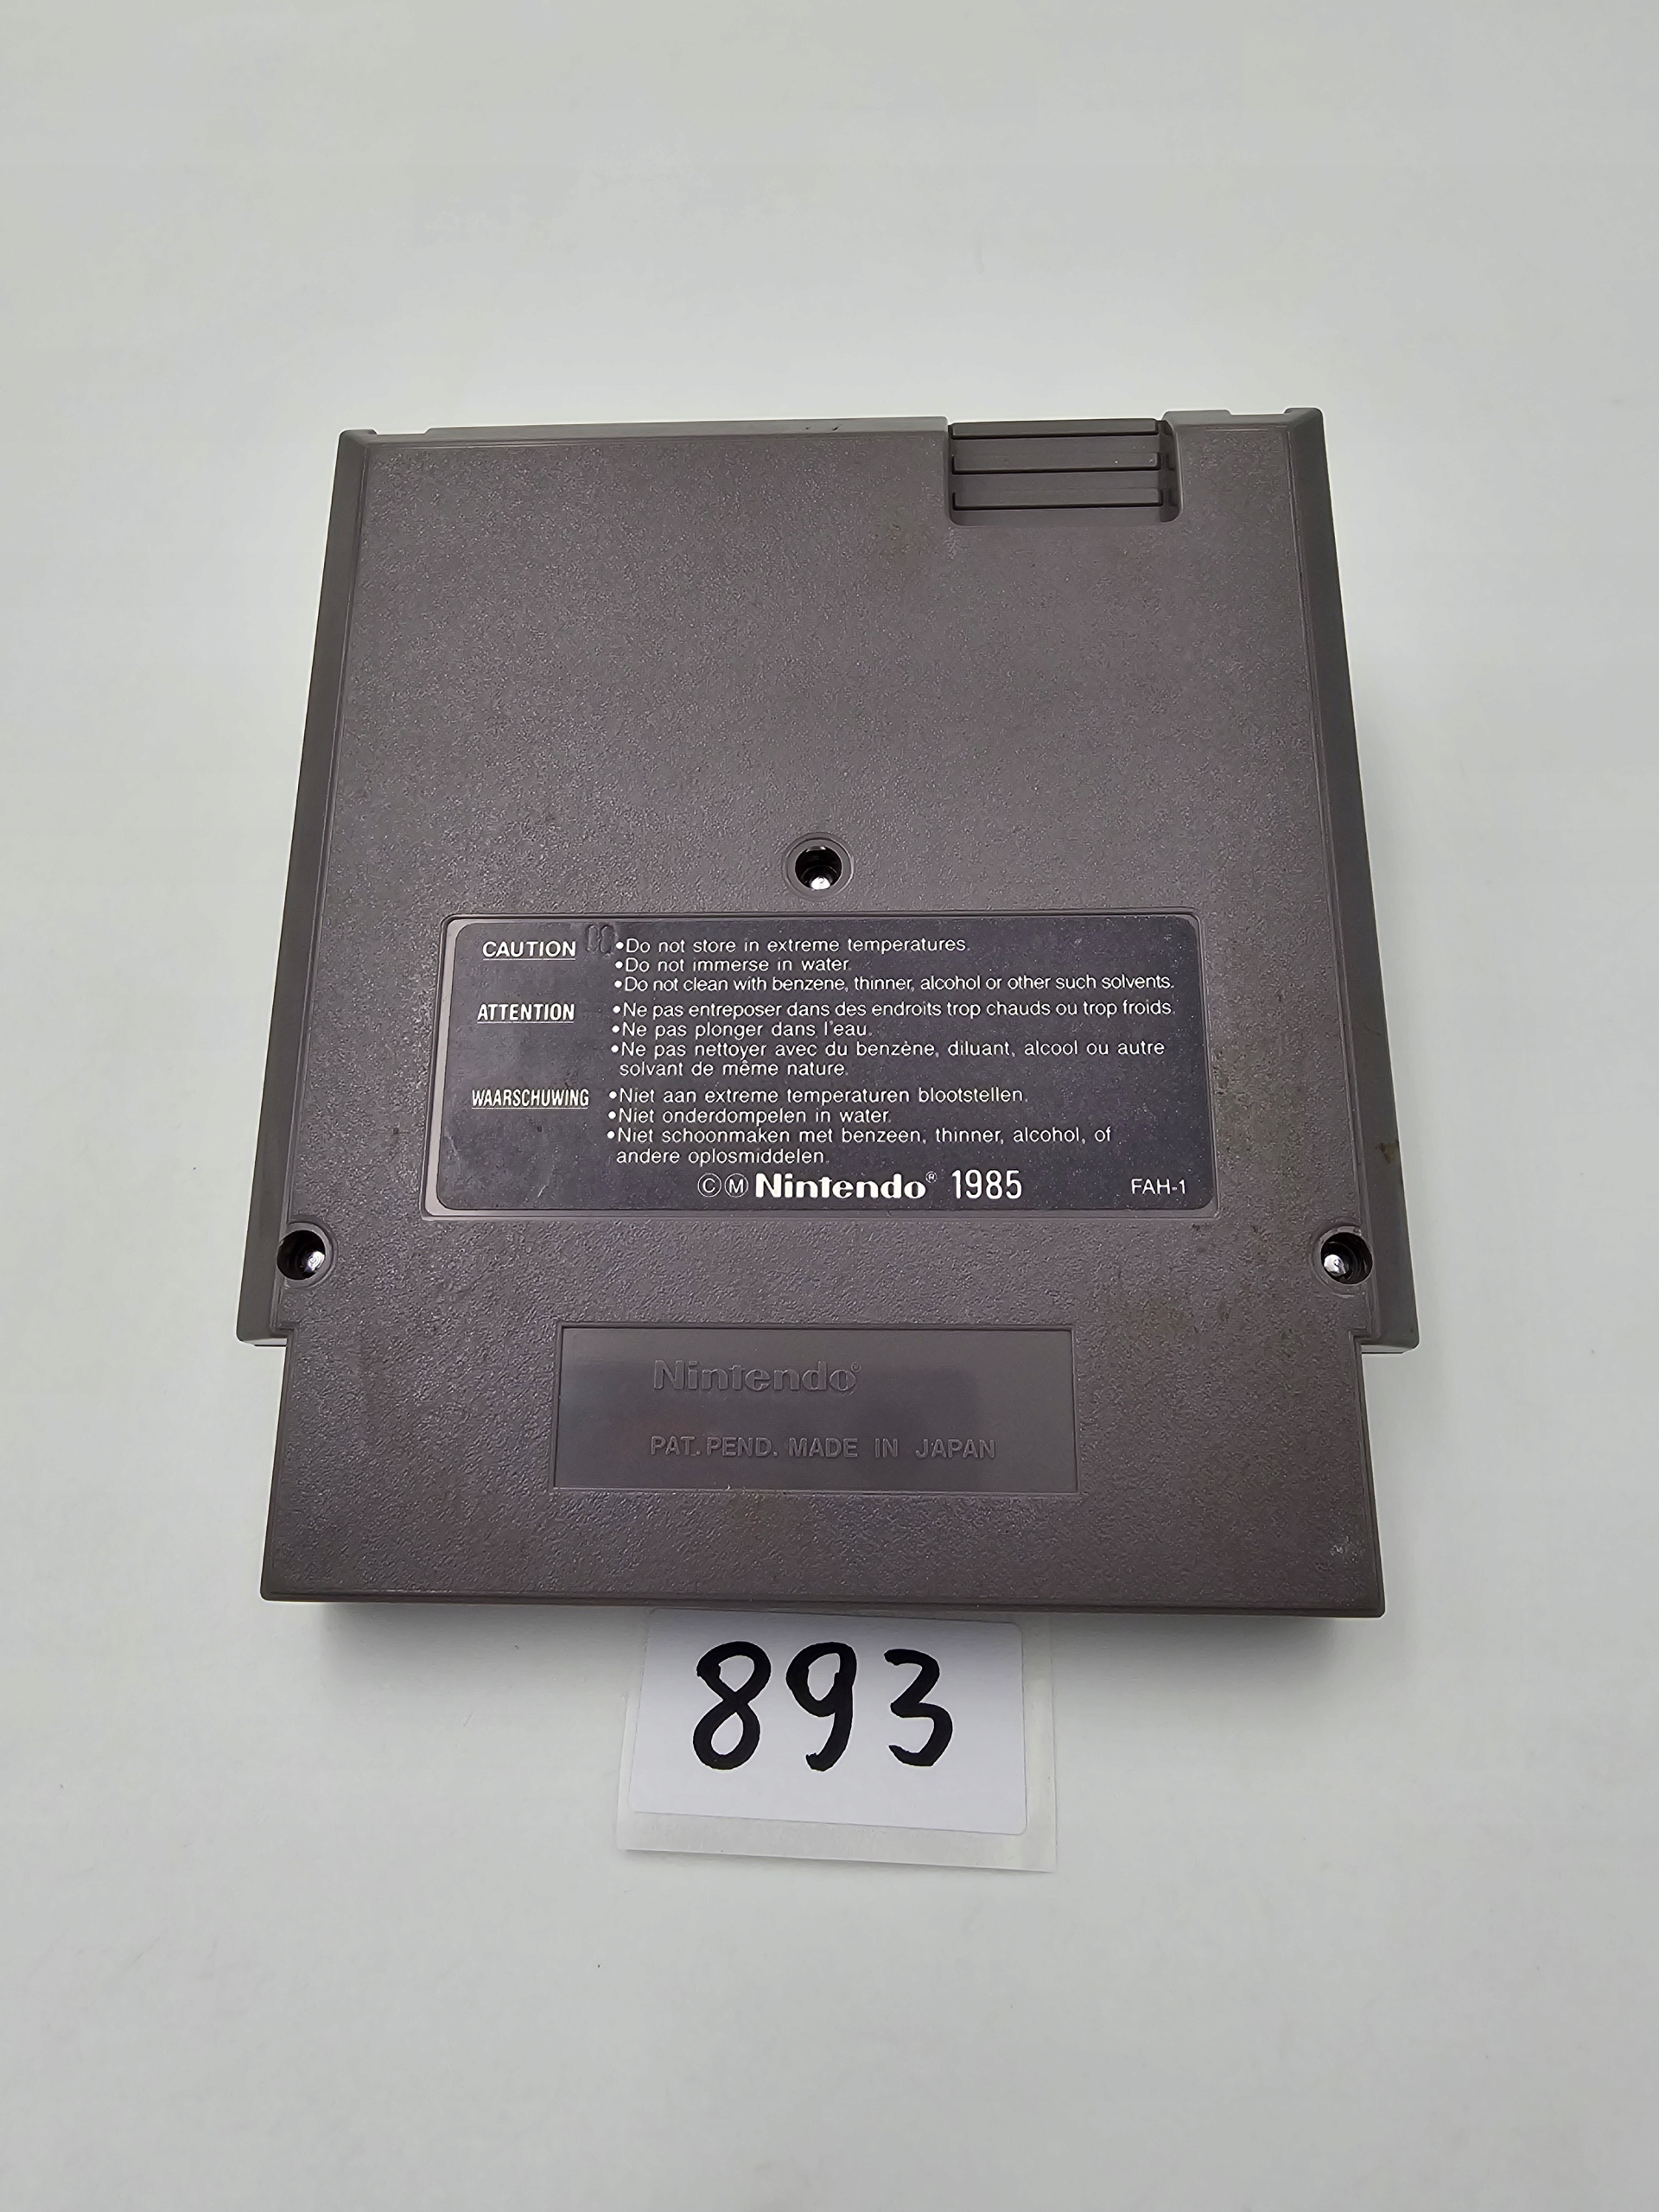 CAUTION •Do not store in extreme temperatures.
•Do not immerse in water.
•Do not clean with benzene, thinner, alcohol or other such solvents.
ATTENTION •Ne pas entreposer dans des endroits trop chauds ou trop froids.
•Ne pas plonger dans l'eau.
•Ne pas nettoyer avec du benzène, diluant, alcool ou autre
solvant de même nature.
WAARSCHUWING •Niet aan extreme temperaturen blootstellen.
•Niet onderdompelen in water.
•Niet schoonmaken met benzeen, thinner, alcohol, of
andere oplosmiddelen.
©Ⓜ Nintendo® 1985 FAH-1
Nintendo®
PAT. PEND. MADE IN JAPAN
893